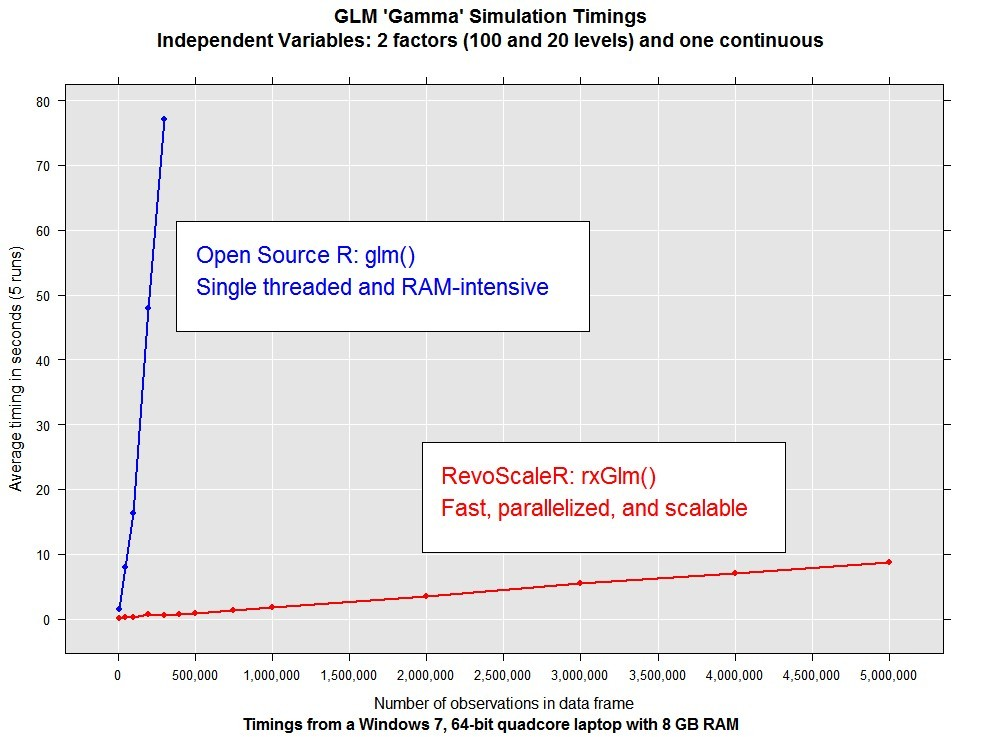 GLM 'Gamma' Simulation Timings
Independent Variables: 2 factors (100 and 20 levels) and one continuous
80
70
60
50
40
30
20
10
0
Average timing in seconds (5 runs)
Open Source R: glm()
Single threaded and RAM-intensive
RevoScaleR: rxGlm()
Fast, parallelized, and scalable
0
500,000
1,000,000
1,500,000
2,000,000
2,500,000
3,000,000
3,500,000
4,000,000
4,500,000
5,000,000
Number of observations in data frame
Timings from a Windows 7, 64-bit quadcore laptop with 8 GB RAM